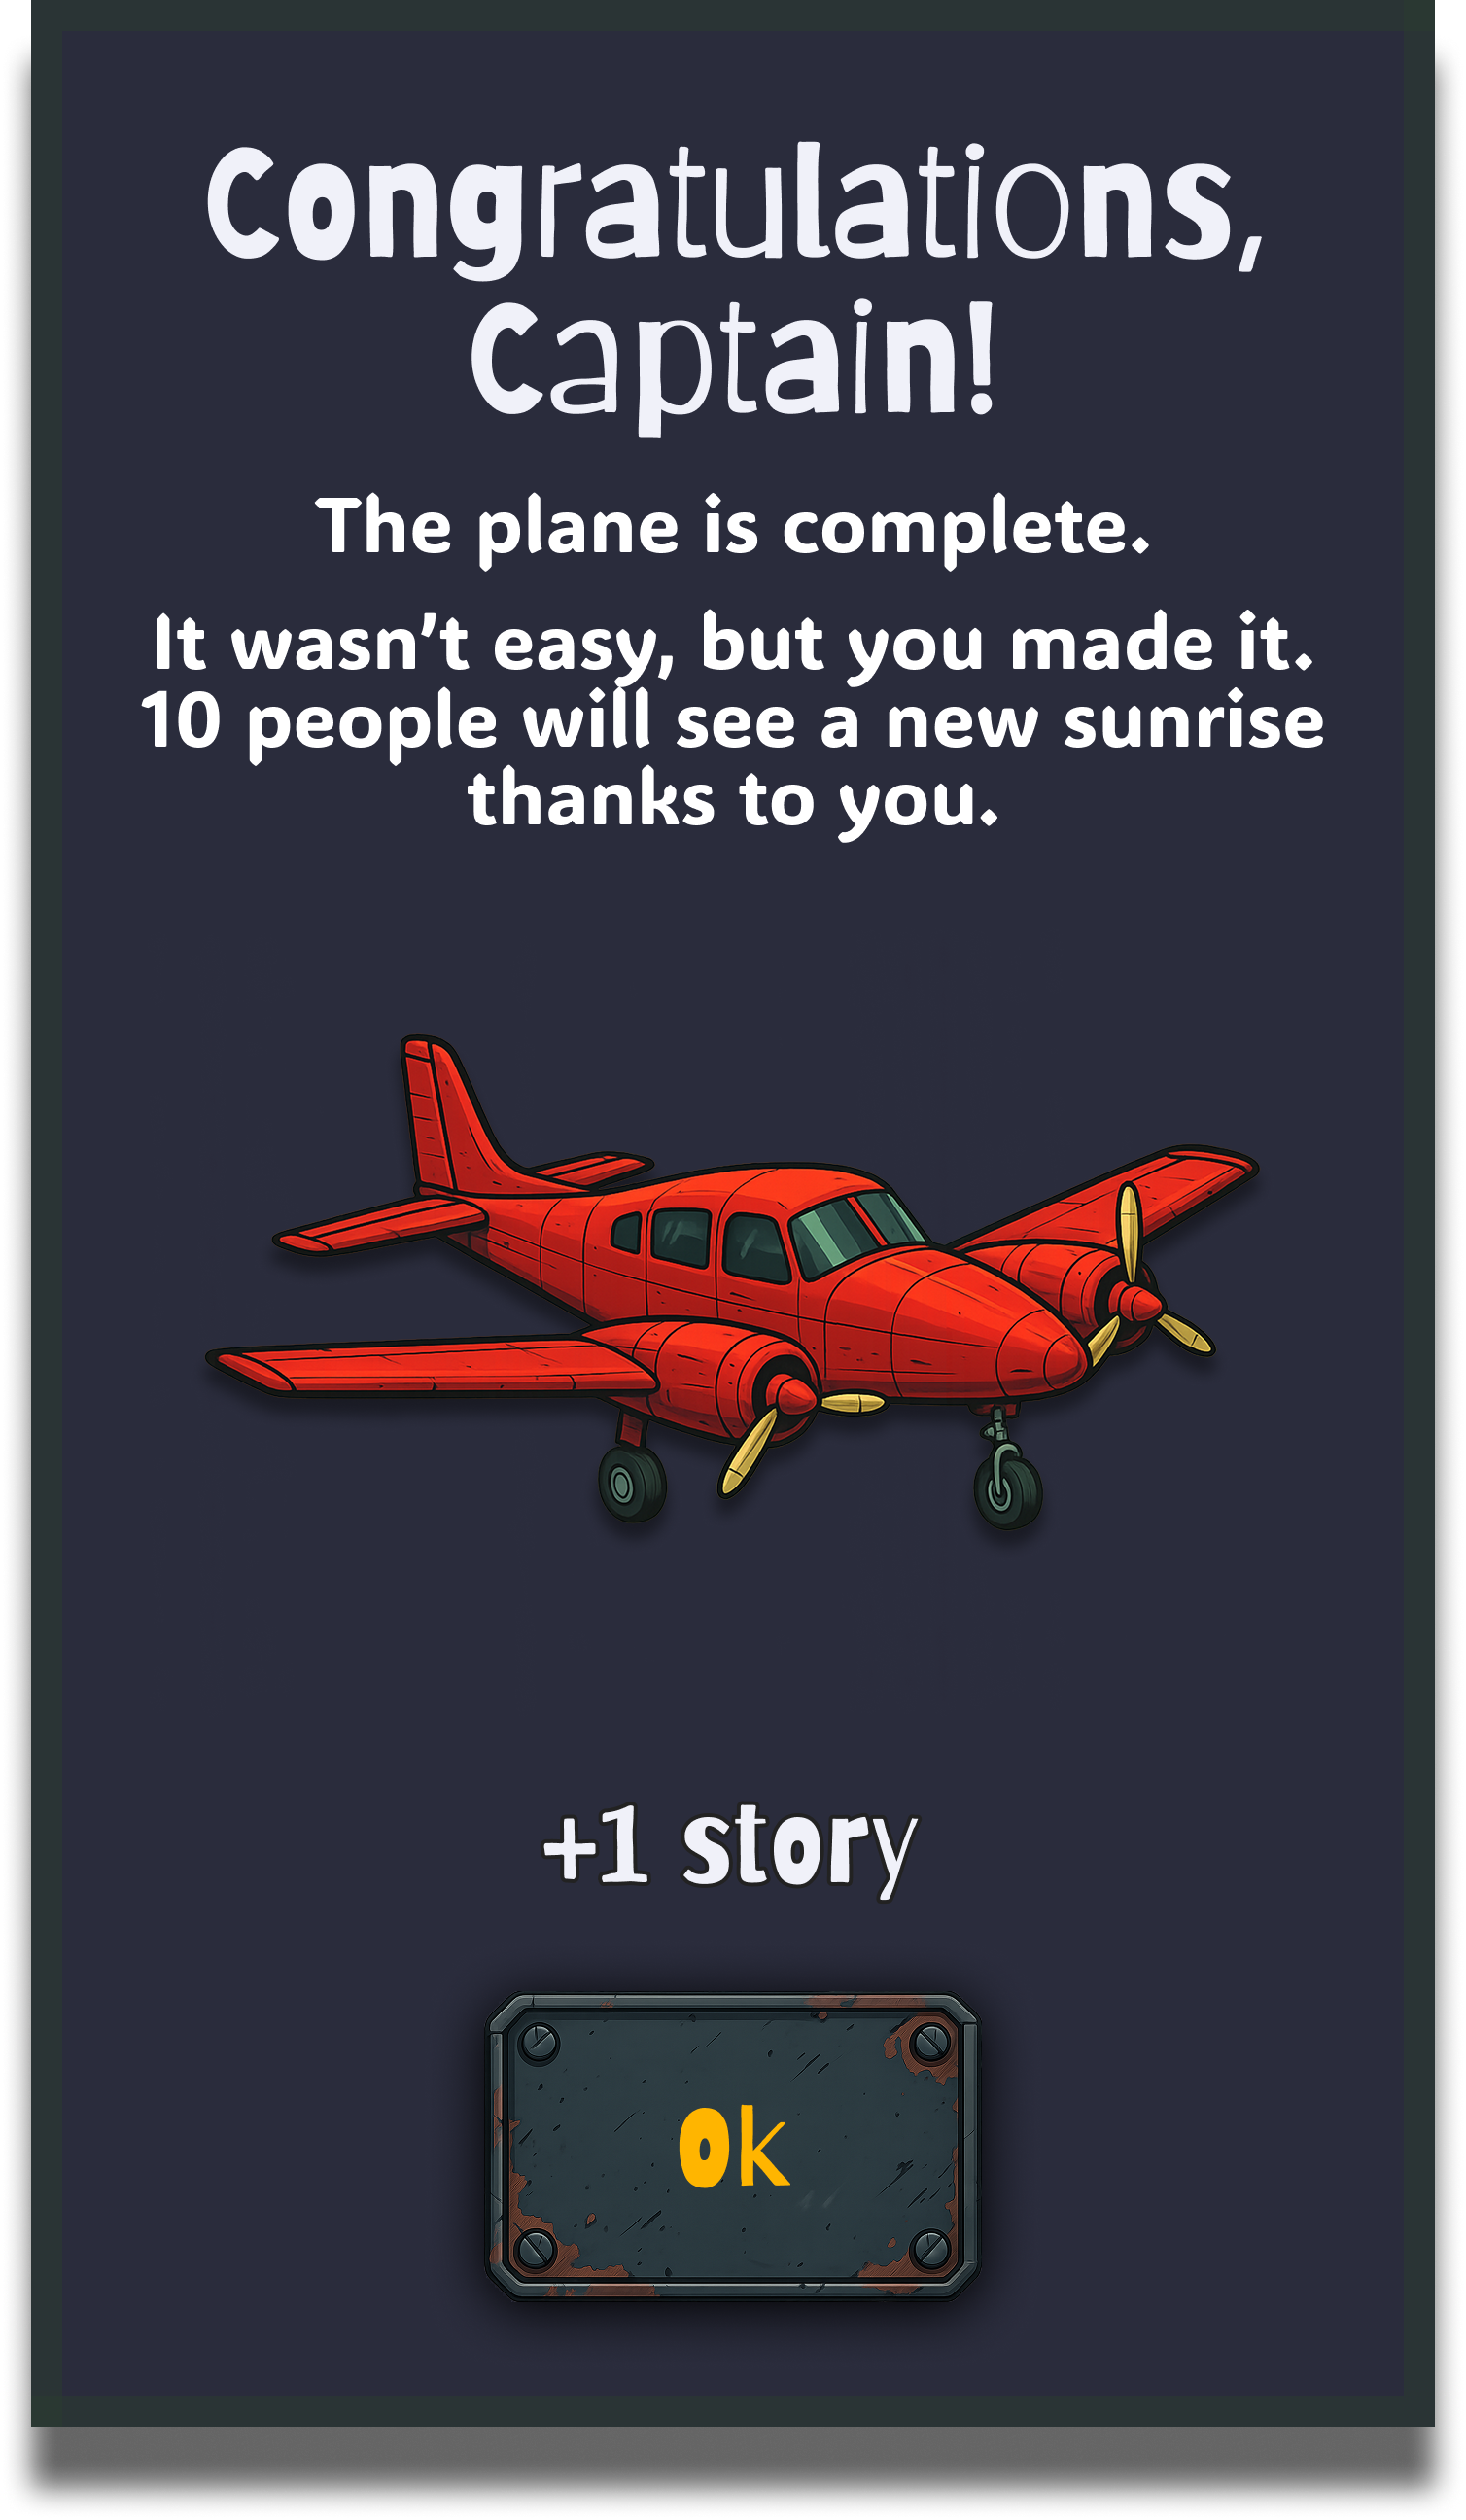 Congratulations,
Captain!
The plane is complete.
It wasn’t easy, but you made it.
10 people will see a new sunrise
thanks to you.
+1 story
Ok